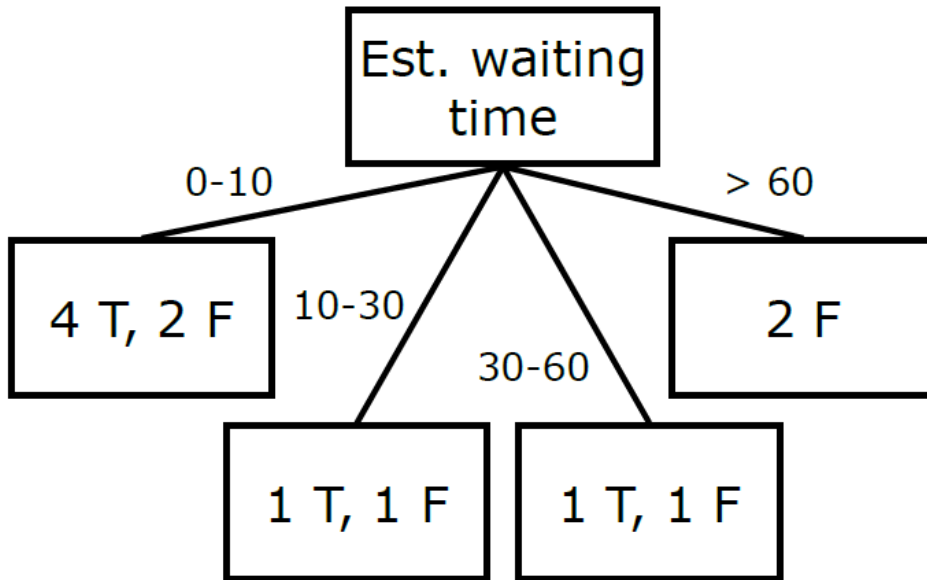 Est. waiting
time
0-10
> 60
4 T, 2 F
10-30
30-60
2 F
1 T, 1 F
1 T, 1 F